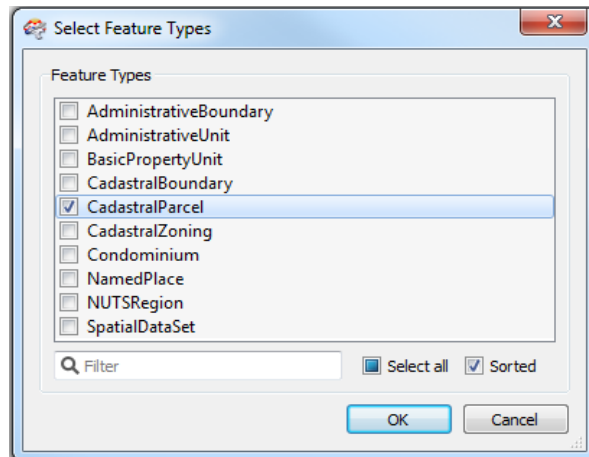 Select Feature Types
Feature Types
AdministrativeBoundary
AdministrativeUnit
BasicPropertyUnit
CadastralBoundary
CadastralParcel
CadastralZoning
Condominium
NamedPlace
NUTSRegion
SpatialDataSet
Filter Select all Sorted
OK Cancel